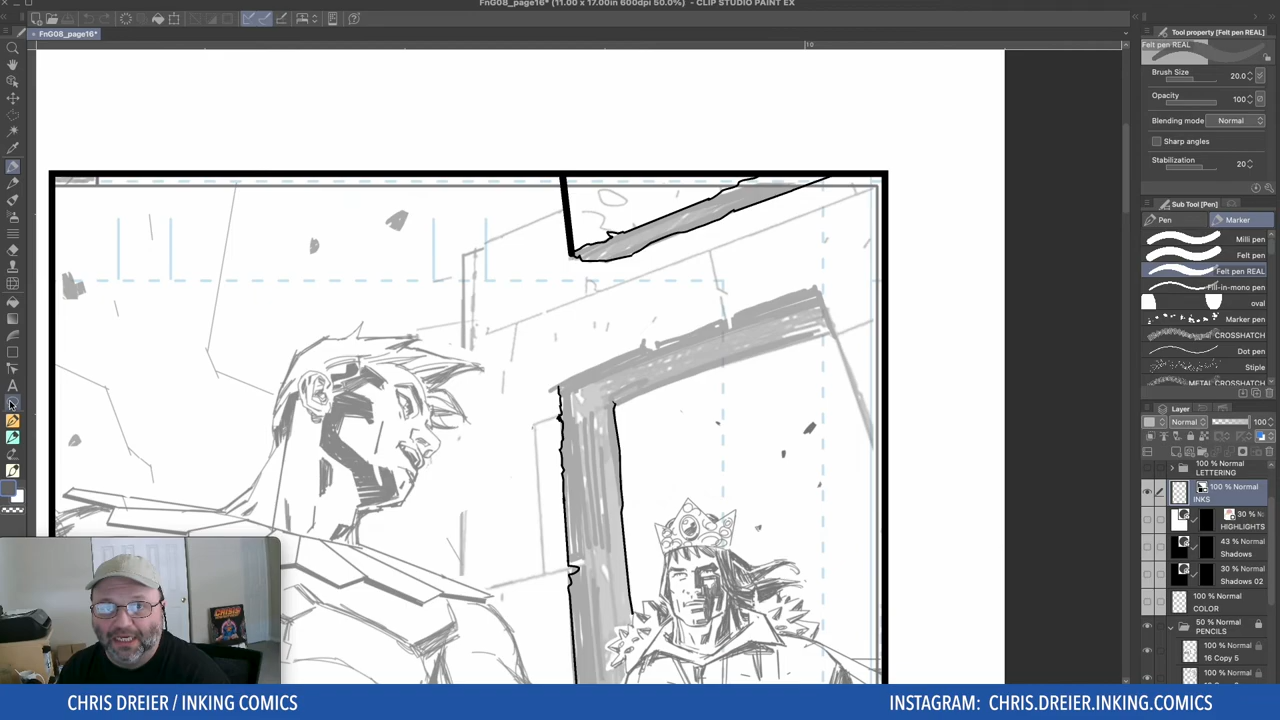 FnG08_page16* (11.00 x 17.00in 600dpi 50.0%) - CLIP STUDIO PAINT EX
FnG08_page16*
10
Tool property [Felt pen REAL]
Felt pen REAL
Brush Size
20.0
Opacity
100
Blending mode
Normal
Sharp angles
Stabilization
20
Sub Tool [Pen]
Pen
Marker
Milli pen
Felt pen
Felt pen REAL
Fill-in-mono pen
oval
Marker pen
CROSSHATCH
Dot pen
Stiple
METAL CROSSHATCH
Layer
Normal
100
100 % Normal
LETTERING
100 % Normal
INKS
30 % N
HIGHLIGHTS
43 % Normal
Shadows
30 % Normal
Shadows 02
100 % Normal
COLOR
50 % Normal
PENCILS
100 % Normal
16 Copy 5
100 % Normal
CRISIS
CHRIS DREIER / INKING COMICS
INSTAGRAM: CHRIS.DREIER.INKING.COMICS